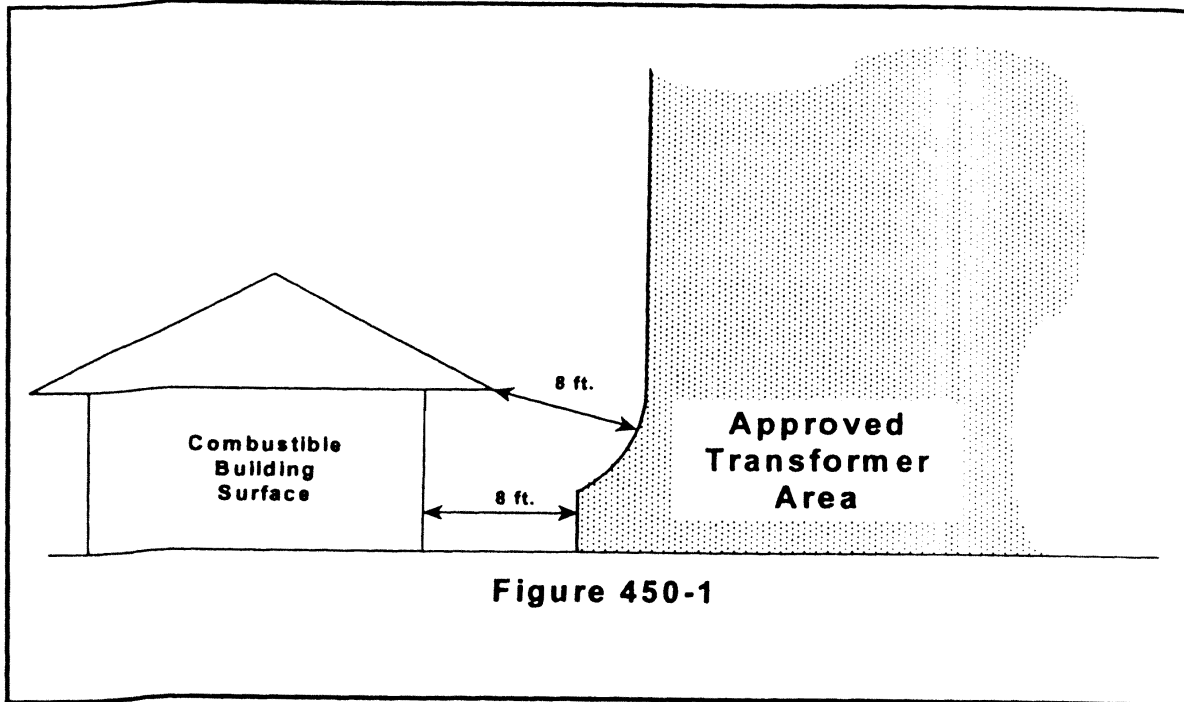 8 ft.
Combustible
Building
Surface
8 ft.
Approved
Transformer
Area
Figure 450-1